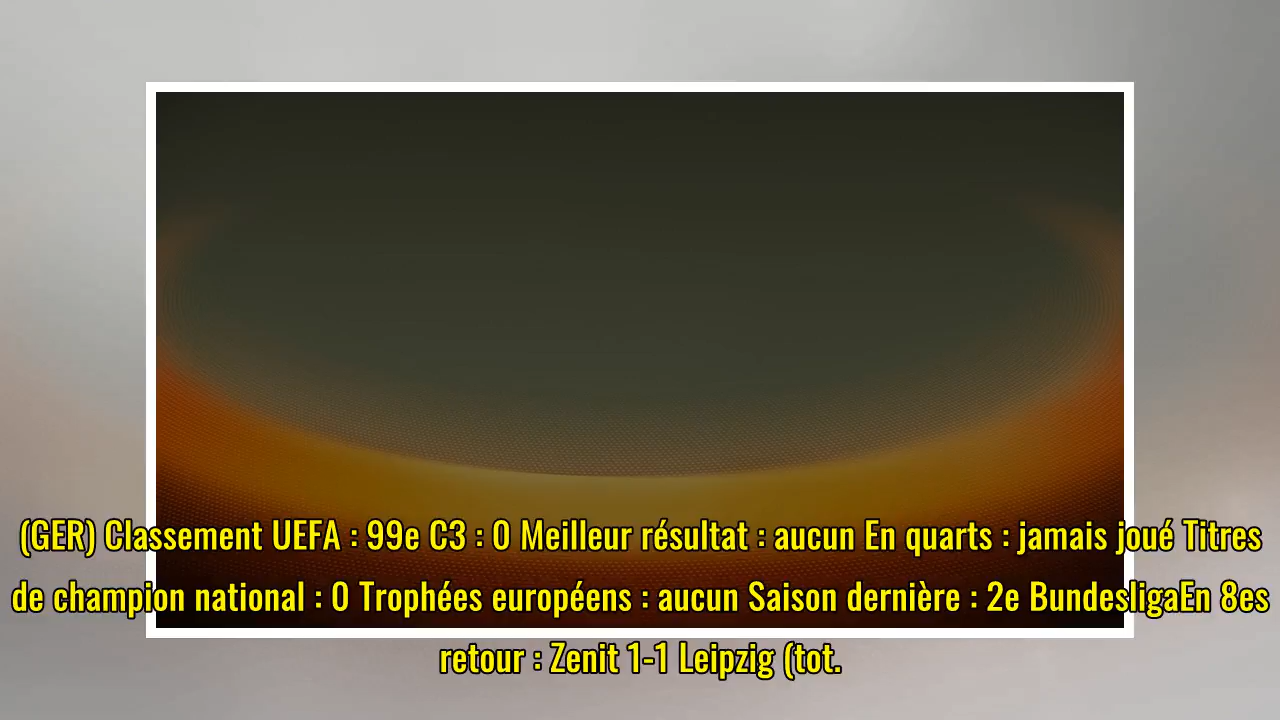 (GER) Classement UEFA : 99e C3 : 0 Meilleur résultat : aucun En quarts : jamais joué Titres
de champion national : 0 Trophées européens : aucun Saison dernière : 2e BundesligaEn 8es
retour : Zenit 1-1 Leipzig (tot.